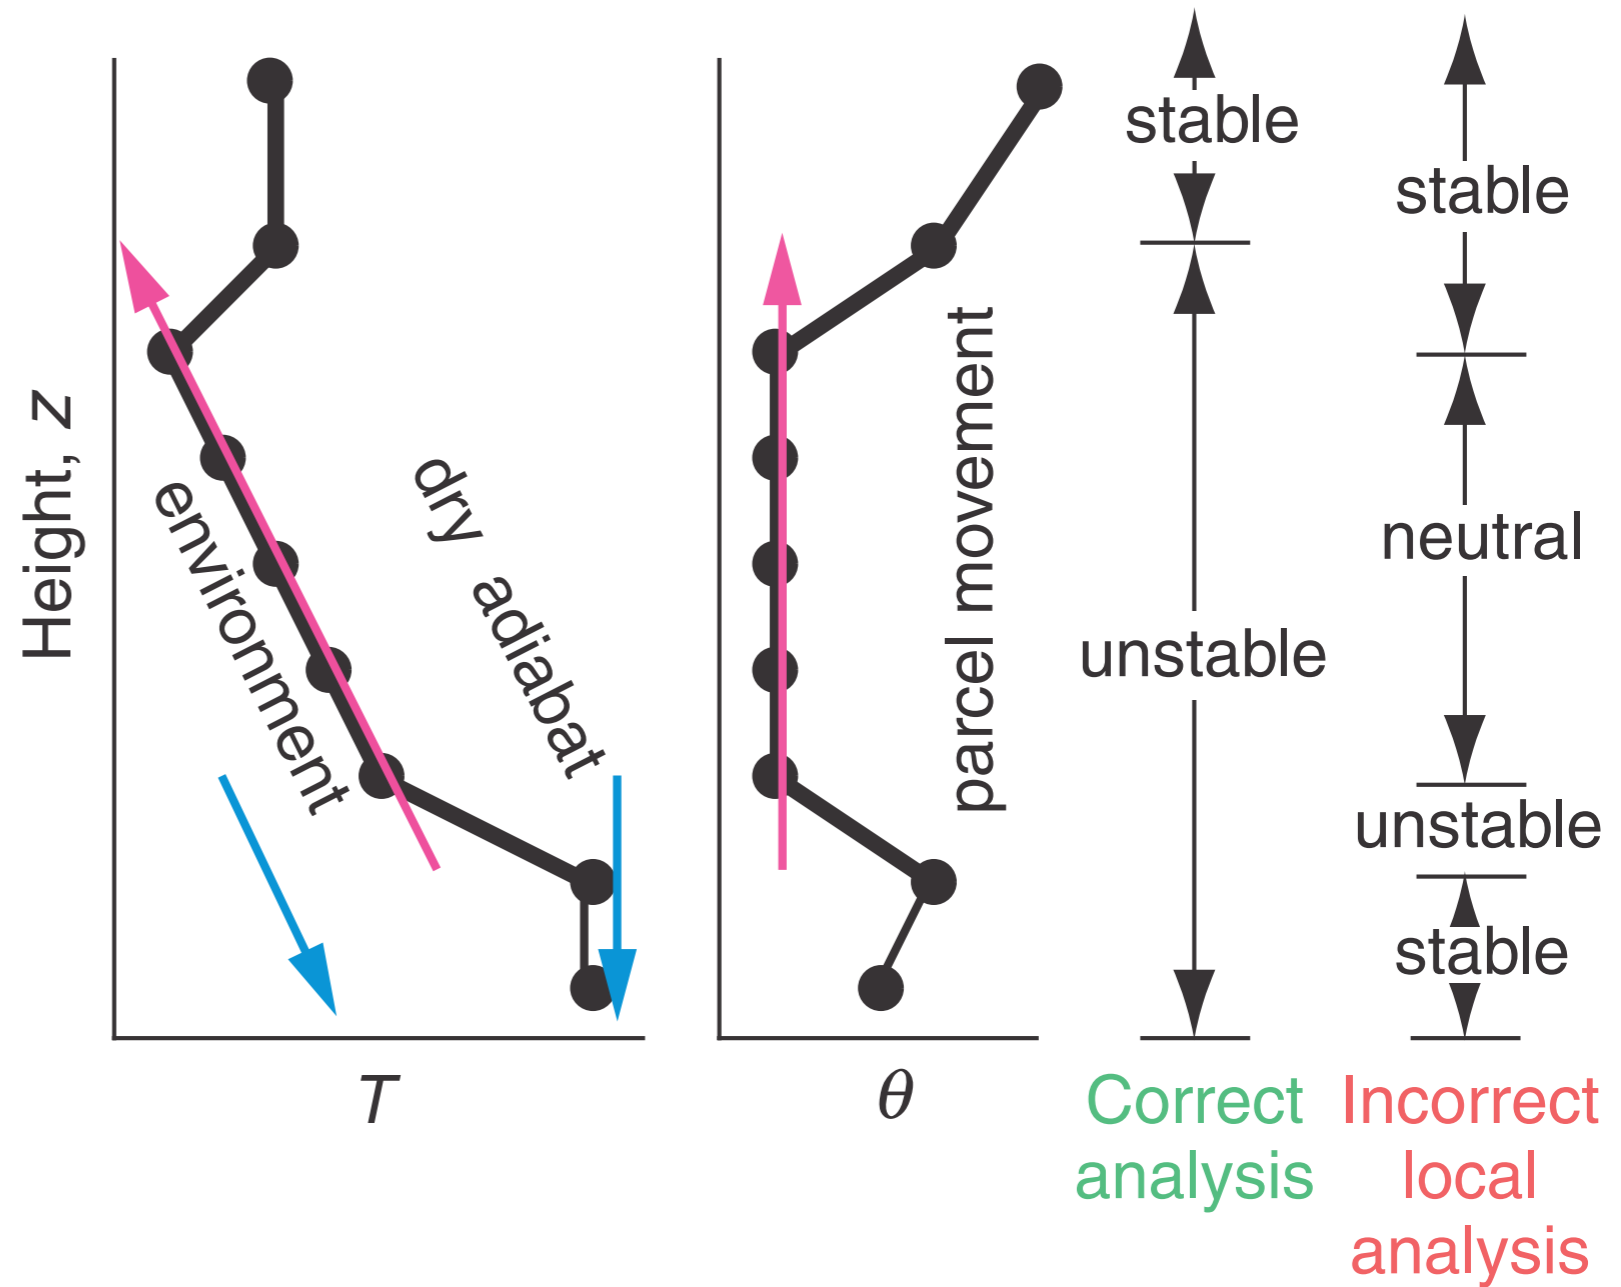 Height, z
environment
dry adiabat
T
parcel movement
θ
stable
unstable
Correct
analysis
stable
neutral
unstable
stable
Incorrect
local
analysis